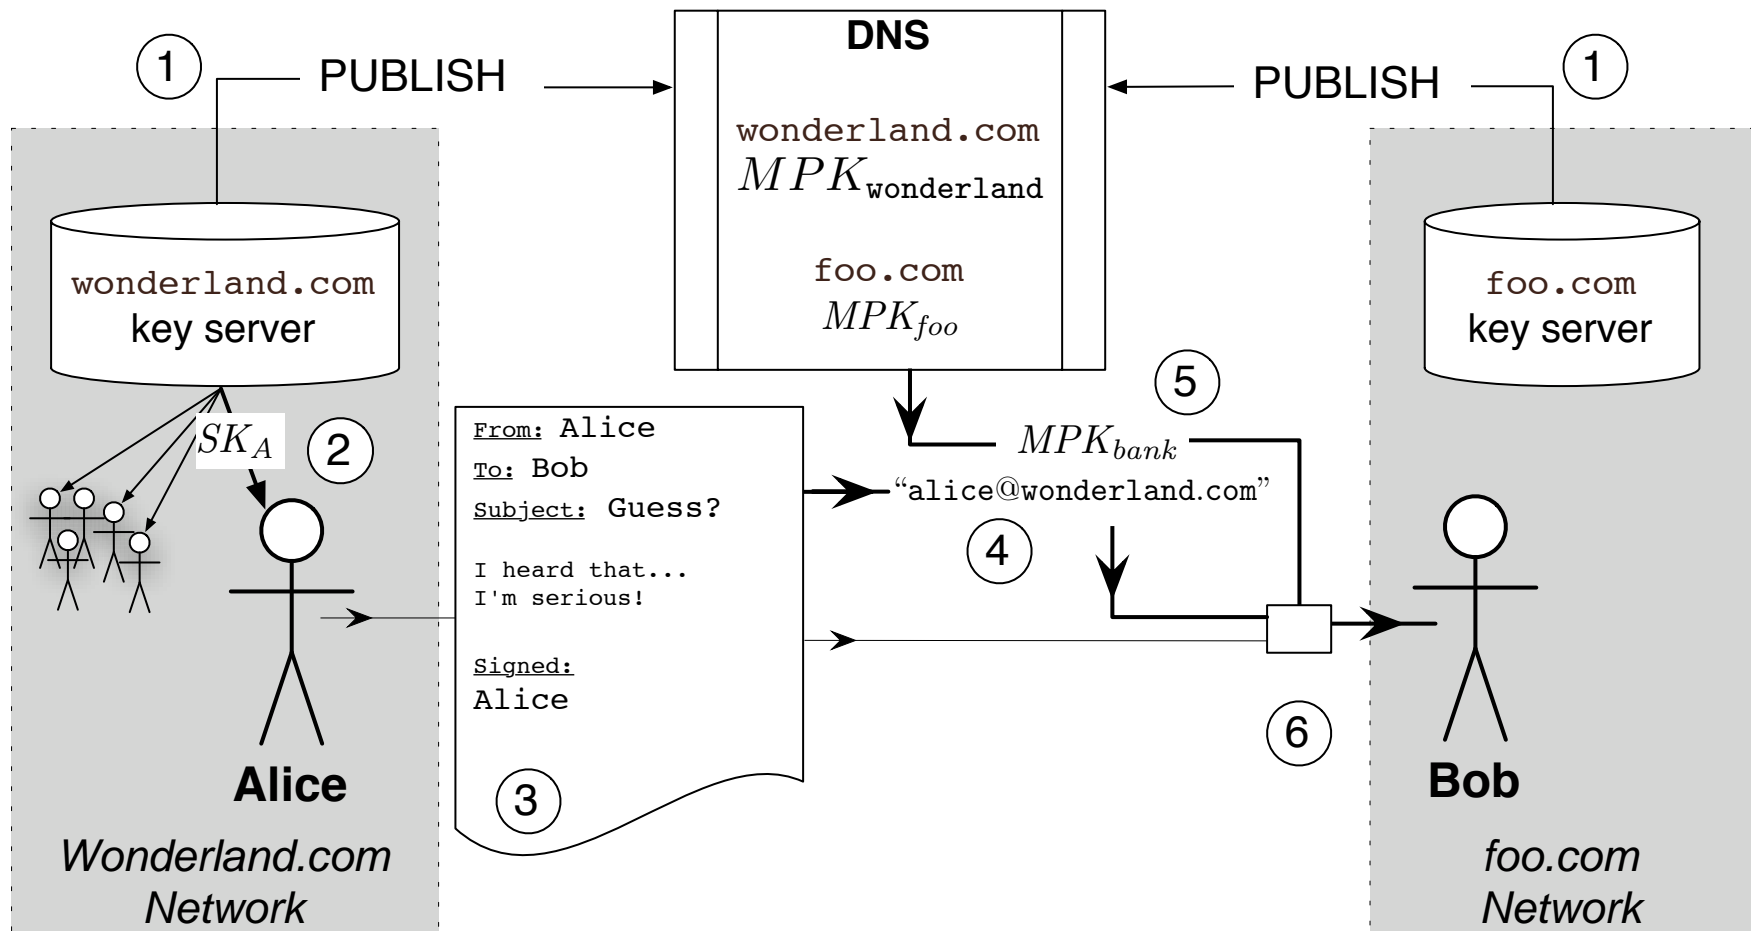 1
PUBLISH
DNS
PUBLISH
1
wonderland.com
MPK_wonderland
foo.com
MPK_foo
wonderland.com
key server
foo.com
key server
SK_A
2
From: Alice
To: Bob
Subject: Guess?
I heard that...
I'm serious!
Signed:
Alice
3
5
MPK_bank
“alice@wonderland.com”
4
6
Alice
Wonderland.com
Network
Bob
foo.com
Network